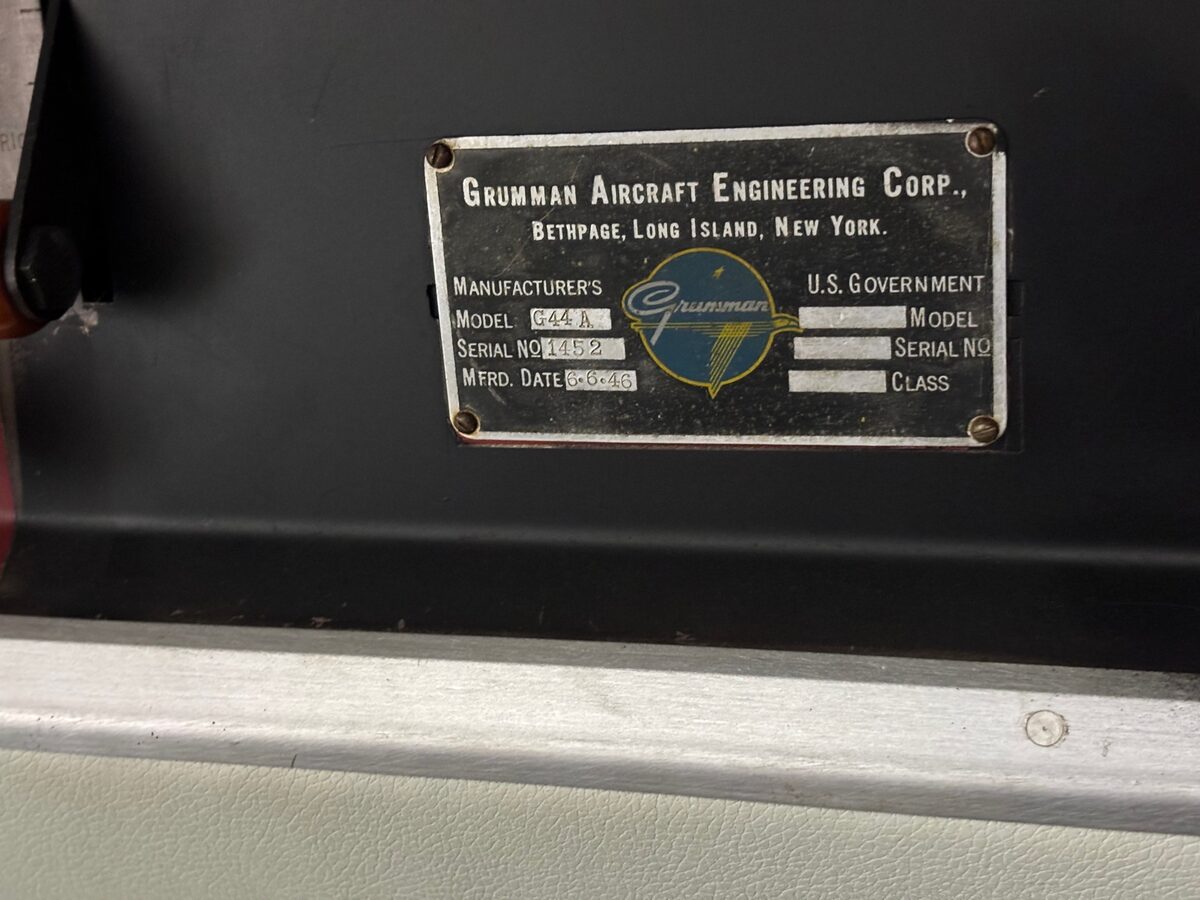 GRUMMAN AIRCRAFT ENGINEERING CORP.,
BETHPAGE, LONG ISLAND, NEW YORK.
MANUFACTURER'S
MODEL G44 A
SERIAL NO 1452
MFRD. DATE 6·6·46
Grumman
U.S. GOVERNMENT
MODEL
SERIAL NO
CLASS